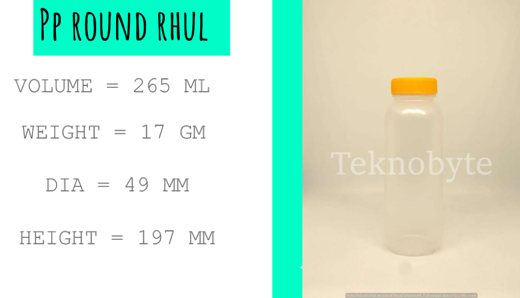 Pp ROUND RHUL
VOLUME = 265 ML
WEIGHT = 17 GM
DIA = 49 MM
HEIGHT = 197 MM
Teknobyte